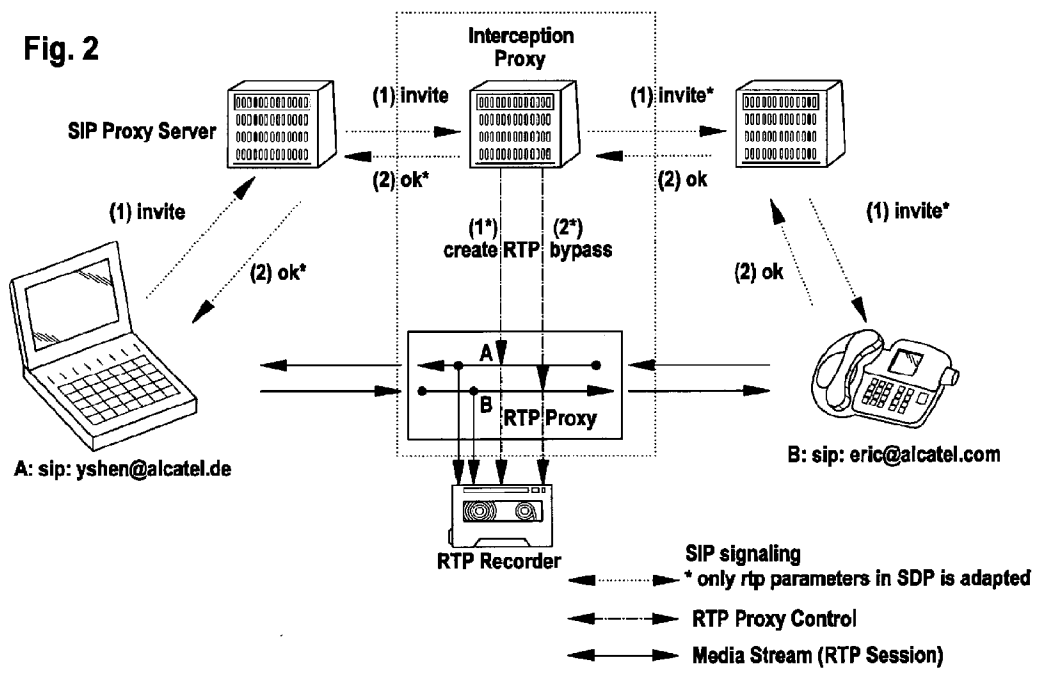 Fig. 2
Interception
Proxy
(1) invite
(1) invite*
SIP Proxy Server
(2) ok*
(2) ok
(1) invite
(1*)
(2*)
create RTP bypass
(1) invite*
(2) ok*
(2) ok
A
B
RTP Proxy
A: sip: yshen@alcatel.de
B: sip: eric@alcatel.com
RTP Recorder
SIP signaling
* only rtp parameters in SDP is adapted
RTP Proxy Control
Media Stream (RTP Session)